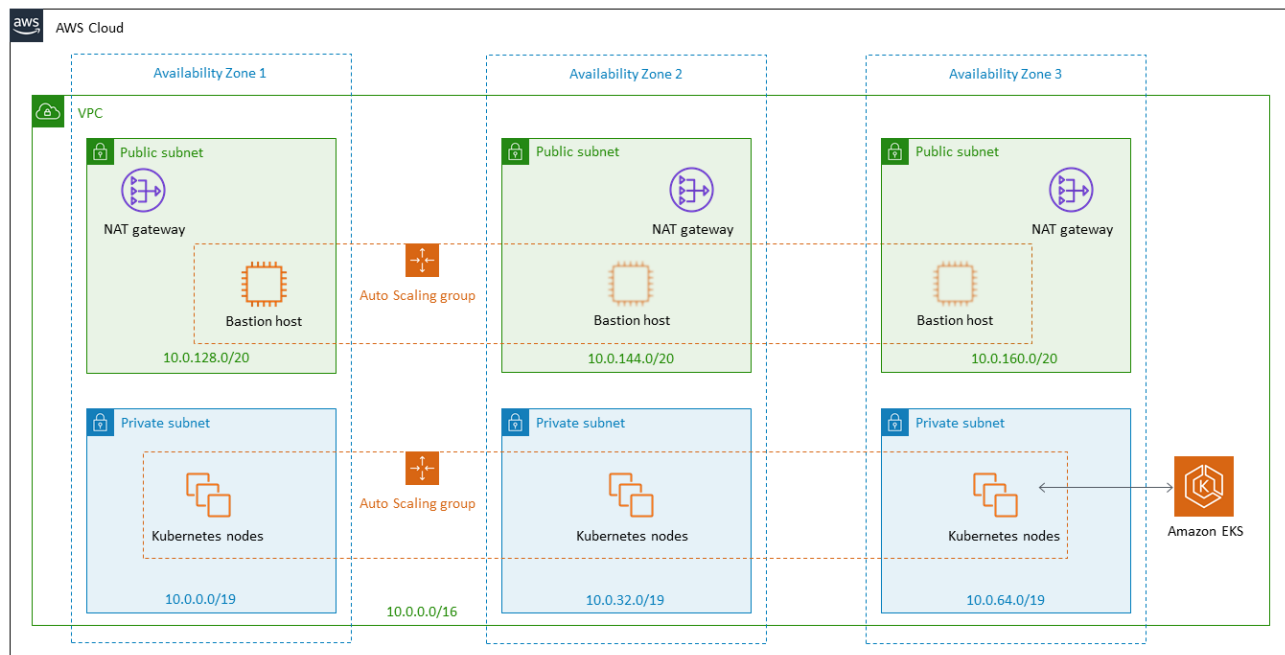 aws
AWS Cloud
Availability Zone 1
Availability Zone 2
Availability Zone 3
VPC
Public subnet
Public subnet
Public subnet
NAT gateway
NAT gateway
NAT gateway
Auto Scaling group
Bastion host
Bastion host
Bastion host
10.0.128.0/20
10.0.144.0/20
10.0.160.0/20
Private subnet
Private subnet
Private subnet
Auto Scaling group
K
Kubernetes nodes
Kubernetes nodes
Kubernetes nodes
Amazon EKS
10.0.0.0/19
10.0.32.0/19
10.0.64.0/19
10.0.0.0/16